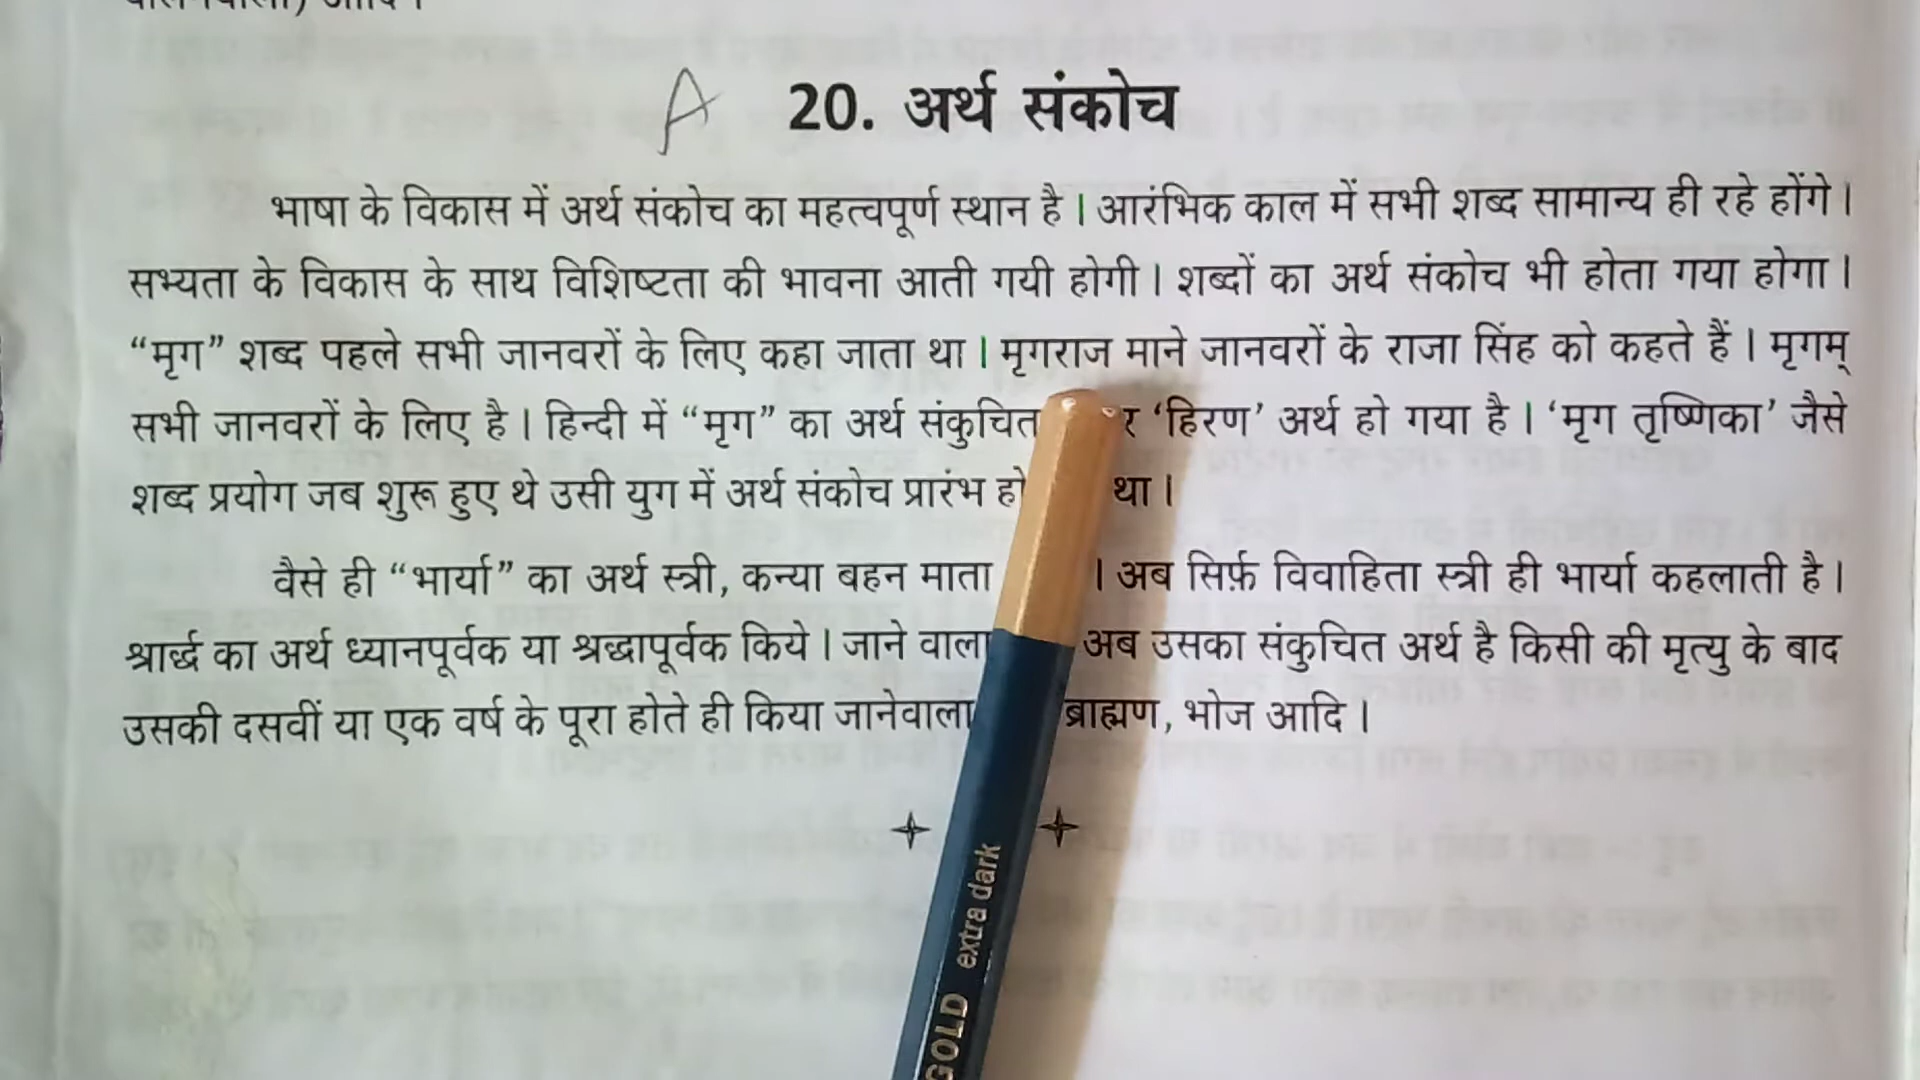 A 20. अर्थ संकोच
भाषा के विकास में अर्थ संकोच का महत्वपूर्ण स्थान है । आरंभिक काल में सभी शब्द सामान्य ही रहे होंगे ।
सभ्यता के विकास के साथ विशिष्टता की भावना आती गयी होगी । शब्दों का अर्थ संकोच भी होता गया होगा ।
“मृग” शब्द पहले सभी जानवरों के लिए कहा जाता था । मृगराज माने जानवरों के राजा सिंह को कहते हैं । मृगम्
सभी जानवरों के लिए है । हिन्दी में “मृग” का अर्थ संकुचित ‘हिरण’ अर्थ हो गया है । ‘मृग तृष्णिका’ जैसे
शब्द प्रयोग जब शुरू हुए थे उसी युग में अर्थ संकोच प्रारंभ हो था ।
वैसे ही “भार्या” का अर्थ स्त्री, कन्या बहन माता । अब सिर्फ़ विवाहिता स्त्री ही भार्या कहलाती है ।
श्रार्द्ध का अर्थ ध्यानपूर्वक या श्रद्धापूर्वक किये । जाने वाला अब उसका संकुचित अर्थ है किसी की मृत्यु के बाद
उसकी दसवीं या एक वर्ष के पूरा होते ही किया जानेवाला ब्राह्मण, भोज आदि ।
GOLD extra dark